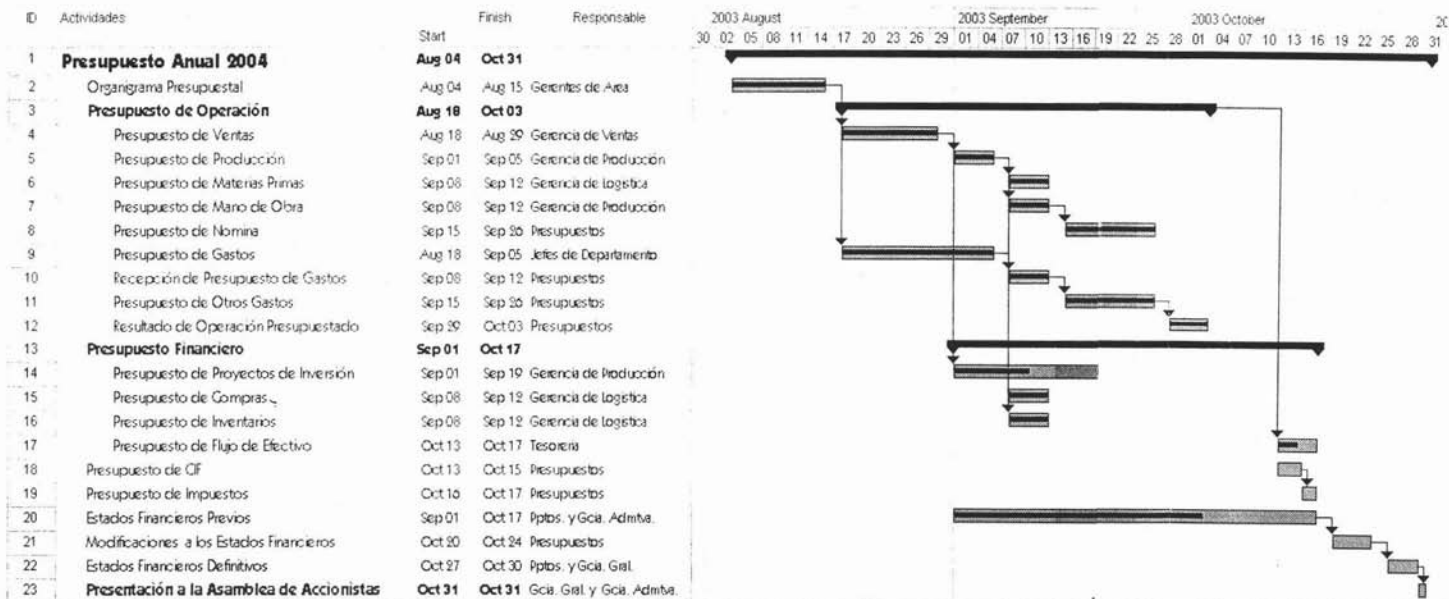 ID Actividades Start Finish Responsable 2003 August 2003 September 2003 October
30 02 05 08 11 14 17 20 23 26 29 01 04 07 10 13 16 19 22 25 28 01 04 07 10 13 16 19 22 25 28 31
1 Presupuesto Anual 2004 Aug 04 Oct 31
2 Organigrama Presupuestal Aug 04 Aug 15 Gerentes de Area
3 Presupuesto de Operación Aug 18 Oct 03
4 Presupuesto de Ventas Aug 18 Aug 29 Gerencia de Ventas
5 Presupuesto de Producción Sep 01 Sep 05 Gerencia de Producción
6 Presupuesto de Materias Primas Sep 08 Sep 12 Gerencia de Logistica
7 Presupuesto de Mano de Obra Sep 08 Sep 12 Gerencia de Producción
8 Presupuesto de Nomina Sep 15 Sep 26 Presupuestos
9 Presupuesto de Gastos Aug 18 Sep 05 Jefes de Departamento
10 Recepción de Presupuesto de Gastos Sep 08 Sep 12 Presupuestos
11 Presupuesto de Otros Gastos Sep 15 Sep 26 Presupuestos
12 Resultado de Operación Presupuestado Sep 29 Oct 03 Presupuestos
13 Presupuesto Financiero Sep 01 Oct 17
14 Presupuesto de Proyectos de Inversión Sep 01 Sep 19 Gerencia de Producción
15 Presupuesto de Compras Sep 08 Sep 12 Gerencia de Logistica
16 Presupuesto de Inventarios Sep 08 Sep 12 Gerencia de Logistica
17 Presupuesto de Flujo de Efectivo Oct 13 Oct 17 Tesoreria
18 Presupuesto de CIF Oct 13 Oct 15 Presupuestos
19 Presupuesto de Impuestos Oct 16 Oct 17 Presupuestos
20 Estados Financieros Previos Sep 01 Oct 17 Pptos. y Gcia. Admtva.
21 Modificaciones a los Estados Financieros Oct 20 Oct 24 Presupuestos
22 Estados Financieros Definitivos Oct 27 Oct 30 Pptos. y Gcia. Gral.
23 Presentación a la Asamblea de Accionistas Oct 31 Oct 31 Gcia. Gral. y Gcia. Admtva.